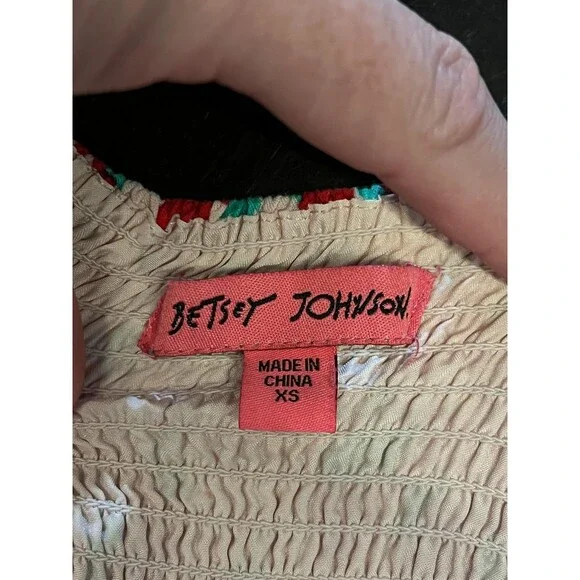 BETSEY JOHNSON.
MADE IN
CHINA
XS